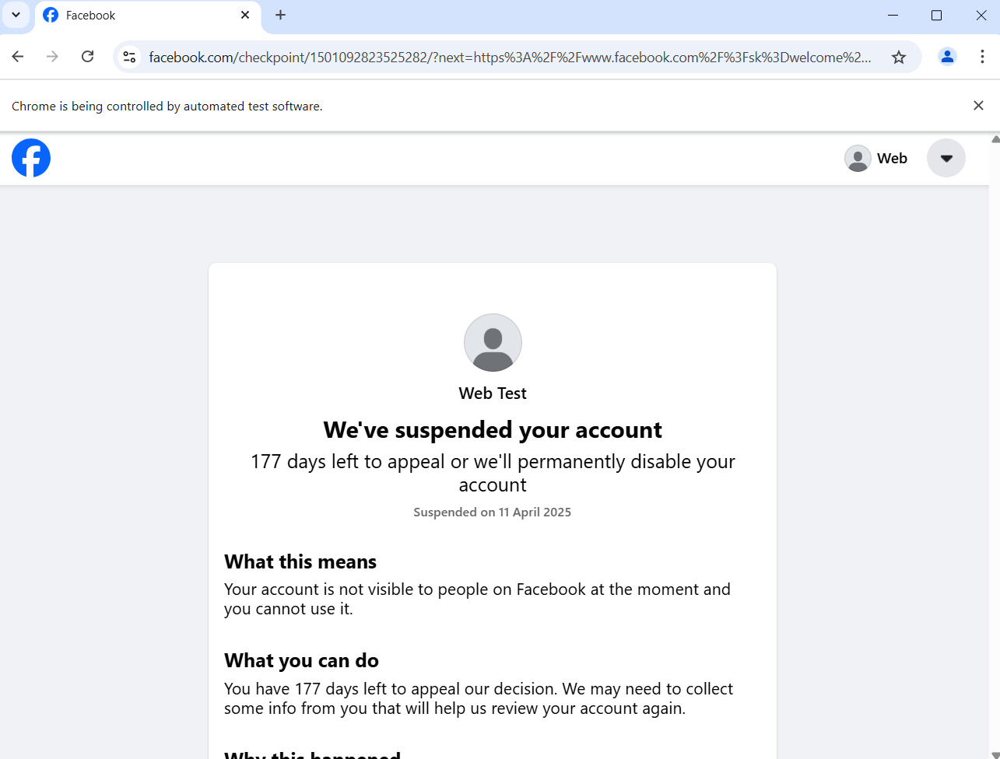 Facebook
facebook.com/checkpoint/1501092823525282/?next=https%3A%2F%2Fwww.facebook.com%2F%3Fsk%3Dwelcome%2...
Chrome is being controlled by automated test software.
Web
Web Test
We've suspended your account
177 days left to appeal or we'll permanently disable your
account
Suspended on 11 April 2025
What this means
Your account is not visible to people on Facebook at the moment and
you cannot use it.
What you can do
You have 177 days left to appeal our decision. We may need to collect
some info from you that will help us review your account again.
Why this happened